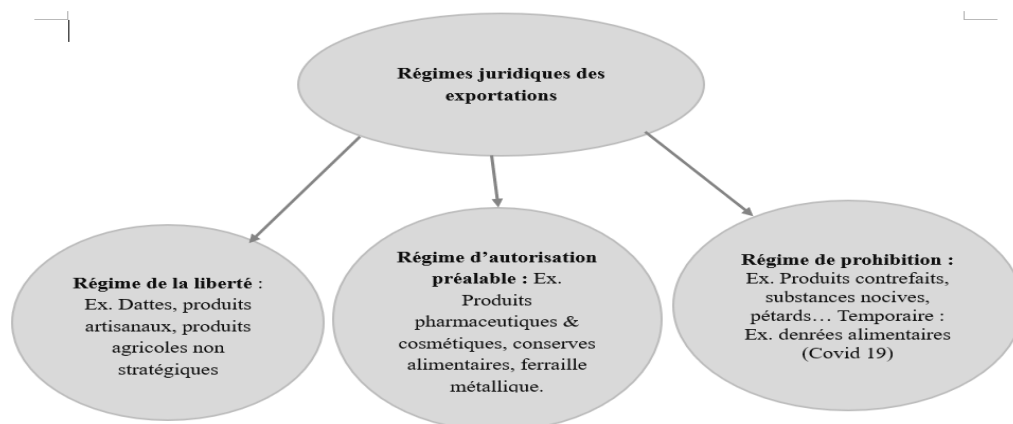 Régimes juridiques des
exportations
Régime de la liberté :
Ex. Dattes, produits
artisanaux, produits
agricoles non
stratégiques
Régime d’autorisation
préalable : Ex.
Produits
pharmaceutiques &
cosmétiques, conserves
alimentaires, ferraille
métallique.
Régime de prohibition :
Ex. Produits contrefaits,
substances nocives,
pétards… Temporaire :
Ex. denrées alimentaires
(Covid 19)